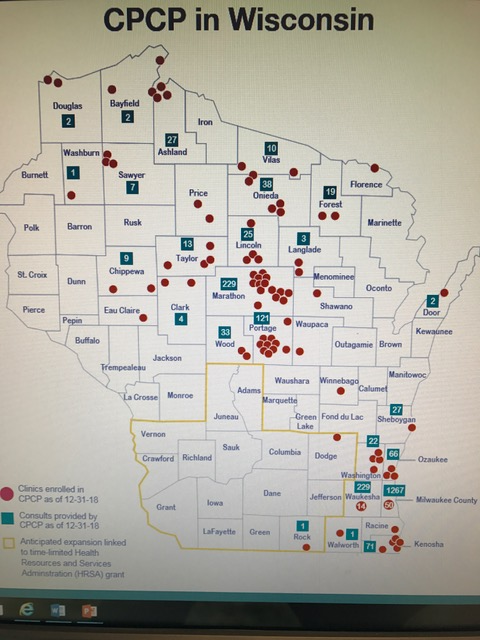 CPCP in Wisconsin
Douglas
2
Bayfield
2
Iron
27
Ashland
10
Vilas
Washburn
1
Burnett
Sawyer
7
38
Onieda
19
Forest
Florence
Price
Marinette
Polk
Barron
Rusk
25
Lincoln
3
Langlade
13
Taylor
9
Chippewa
St. Croix
Dunn
229
Marathon
Menominee
Oconto
Shawano
2
Door
Pierce
Pepin
Eau Claire
Clark
4
33
Wood
121
Portage
Waupaca
Kewaunee
Buffalo
Outagamie
Brown
Jackson
Trempealeau
Adams
Waushara
Winnebago
Calumet
Manitowoc
La Crosse
Monroe
Marquette
Juneau
Green
Lake
Fond du Lac
27
Sheboygan
Vernon
22
66
Ozaukee
Sauk
Columbia
Dodge
Crawford
Richland
Washington
Dane
Jefferson
229
Waukesha
14
1267
50
Milwaukee County
Grant
Iowa
LaFayette
Green
1
Rock
1
Walworth
Racine
71
Kenosha
Clinics enrolled in
CPCP as of 12-31-18
Consults provided by
CPCP as of 12-31-18
Anticipated expansion linked
to time-limited Health
Resources and Services
Adminstration (HRSA) grant